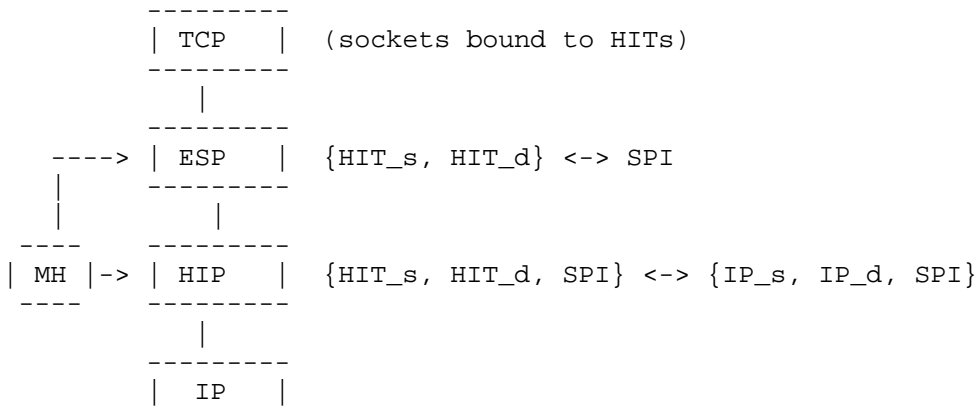 TCP (sockets bound to HITs)
----> ESP {HIT_s, HIT_d} <-> SPI
MH -> HIP {HIT_s, HIT_d, SPI} <-> {IP_s, IP_d, SPI}
IP